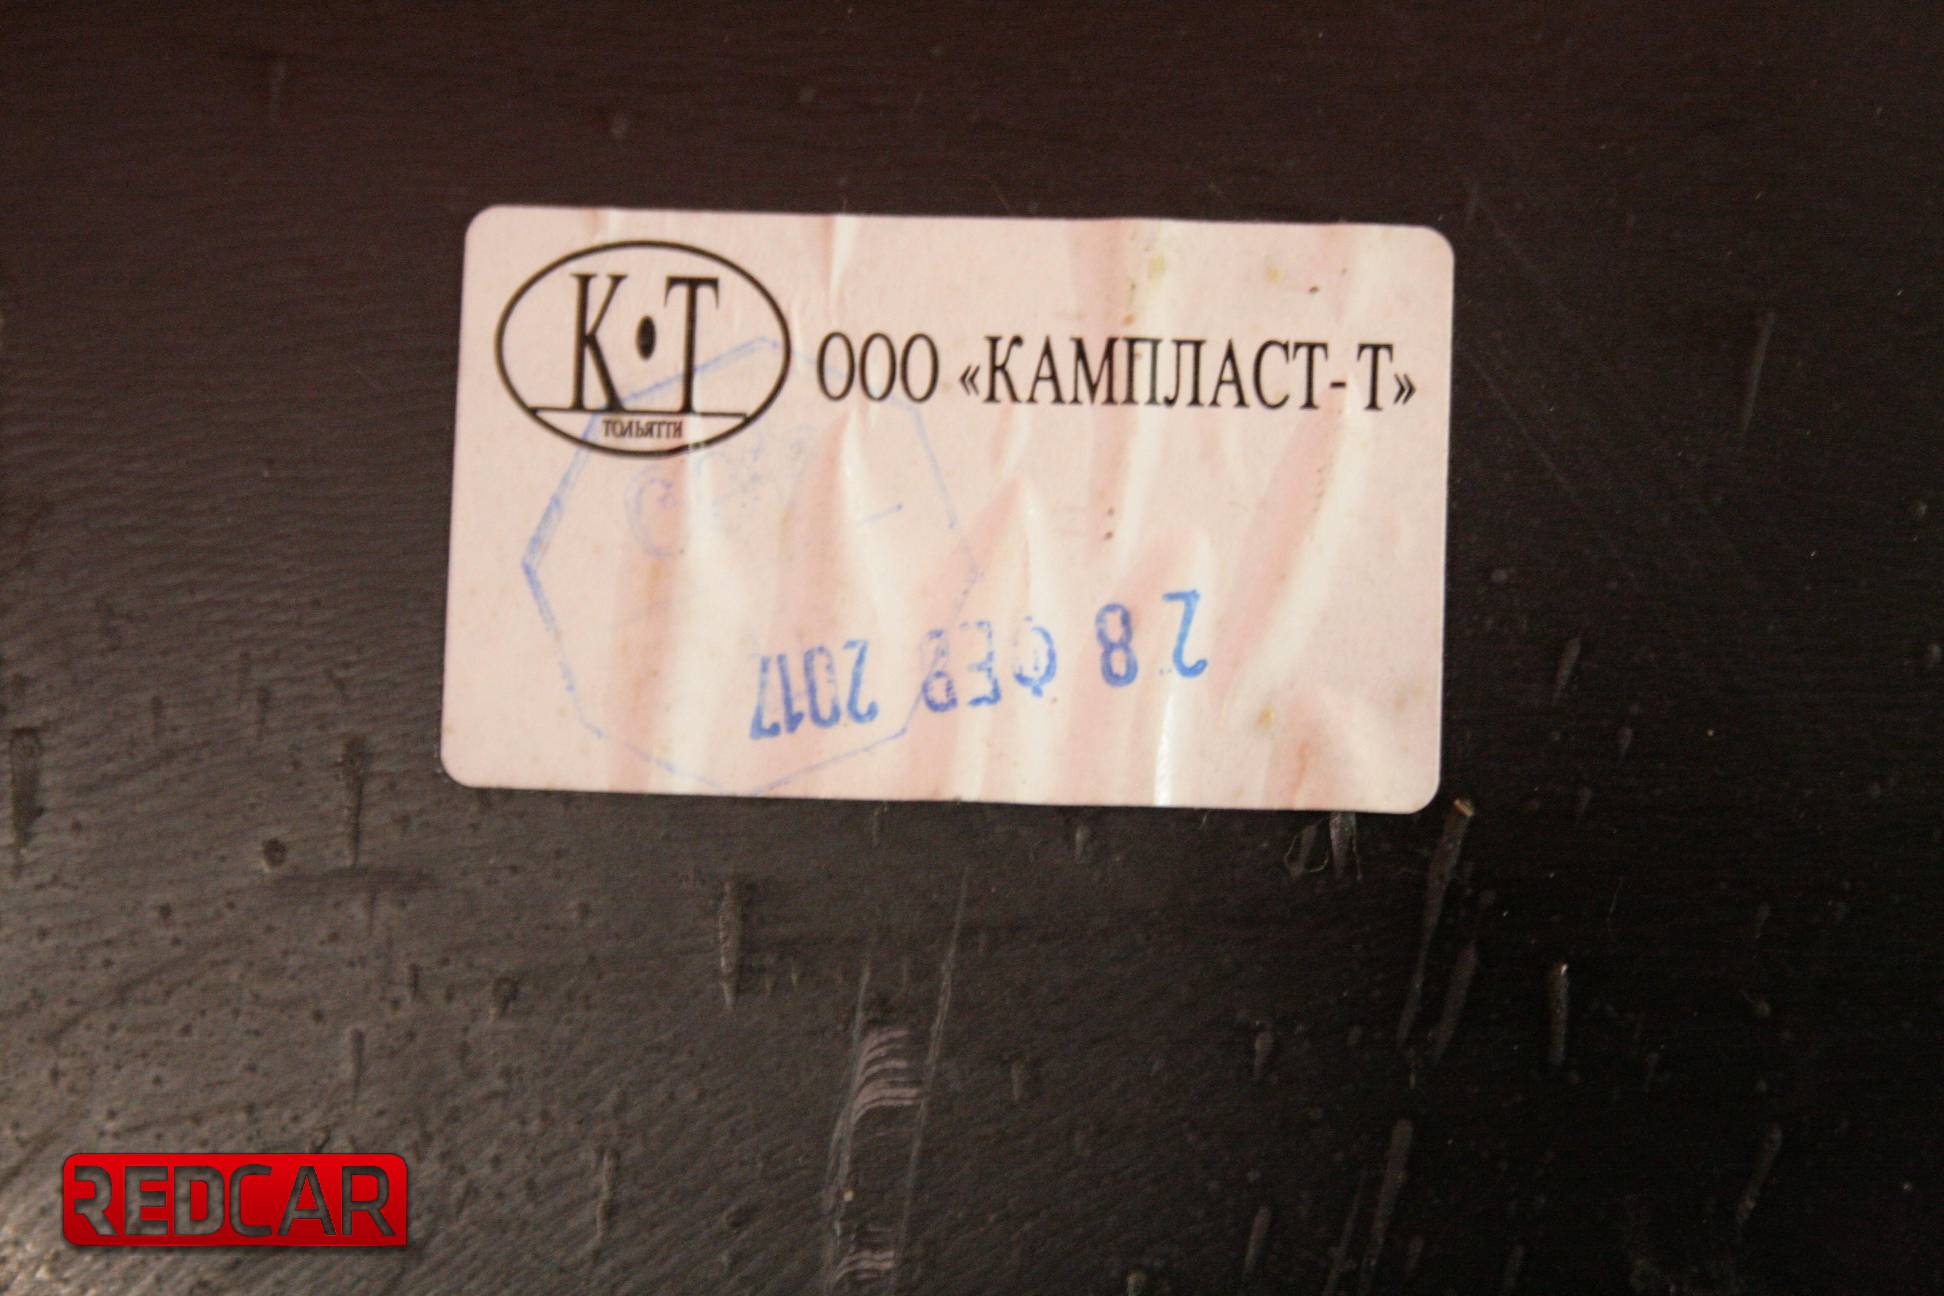 К•Т
ТОЛЬЯТТИ
ООО «КАМПЛАСТ-Т»
28 ФЕВ 2017
REDCAR